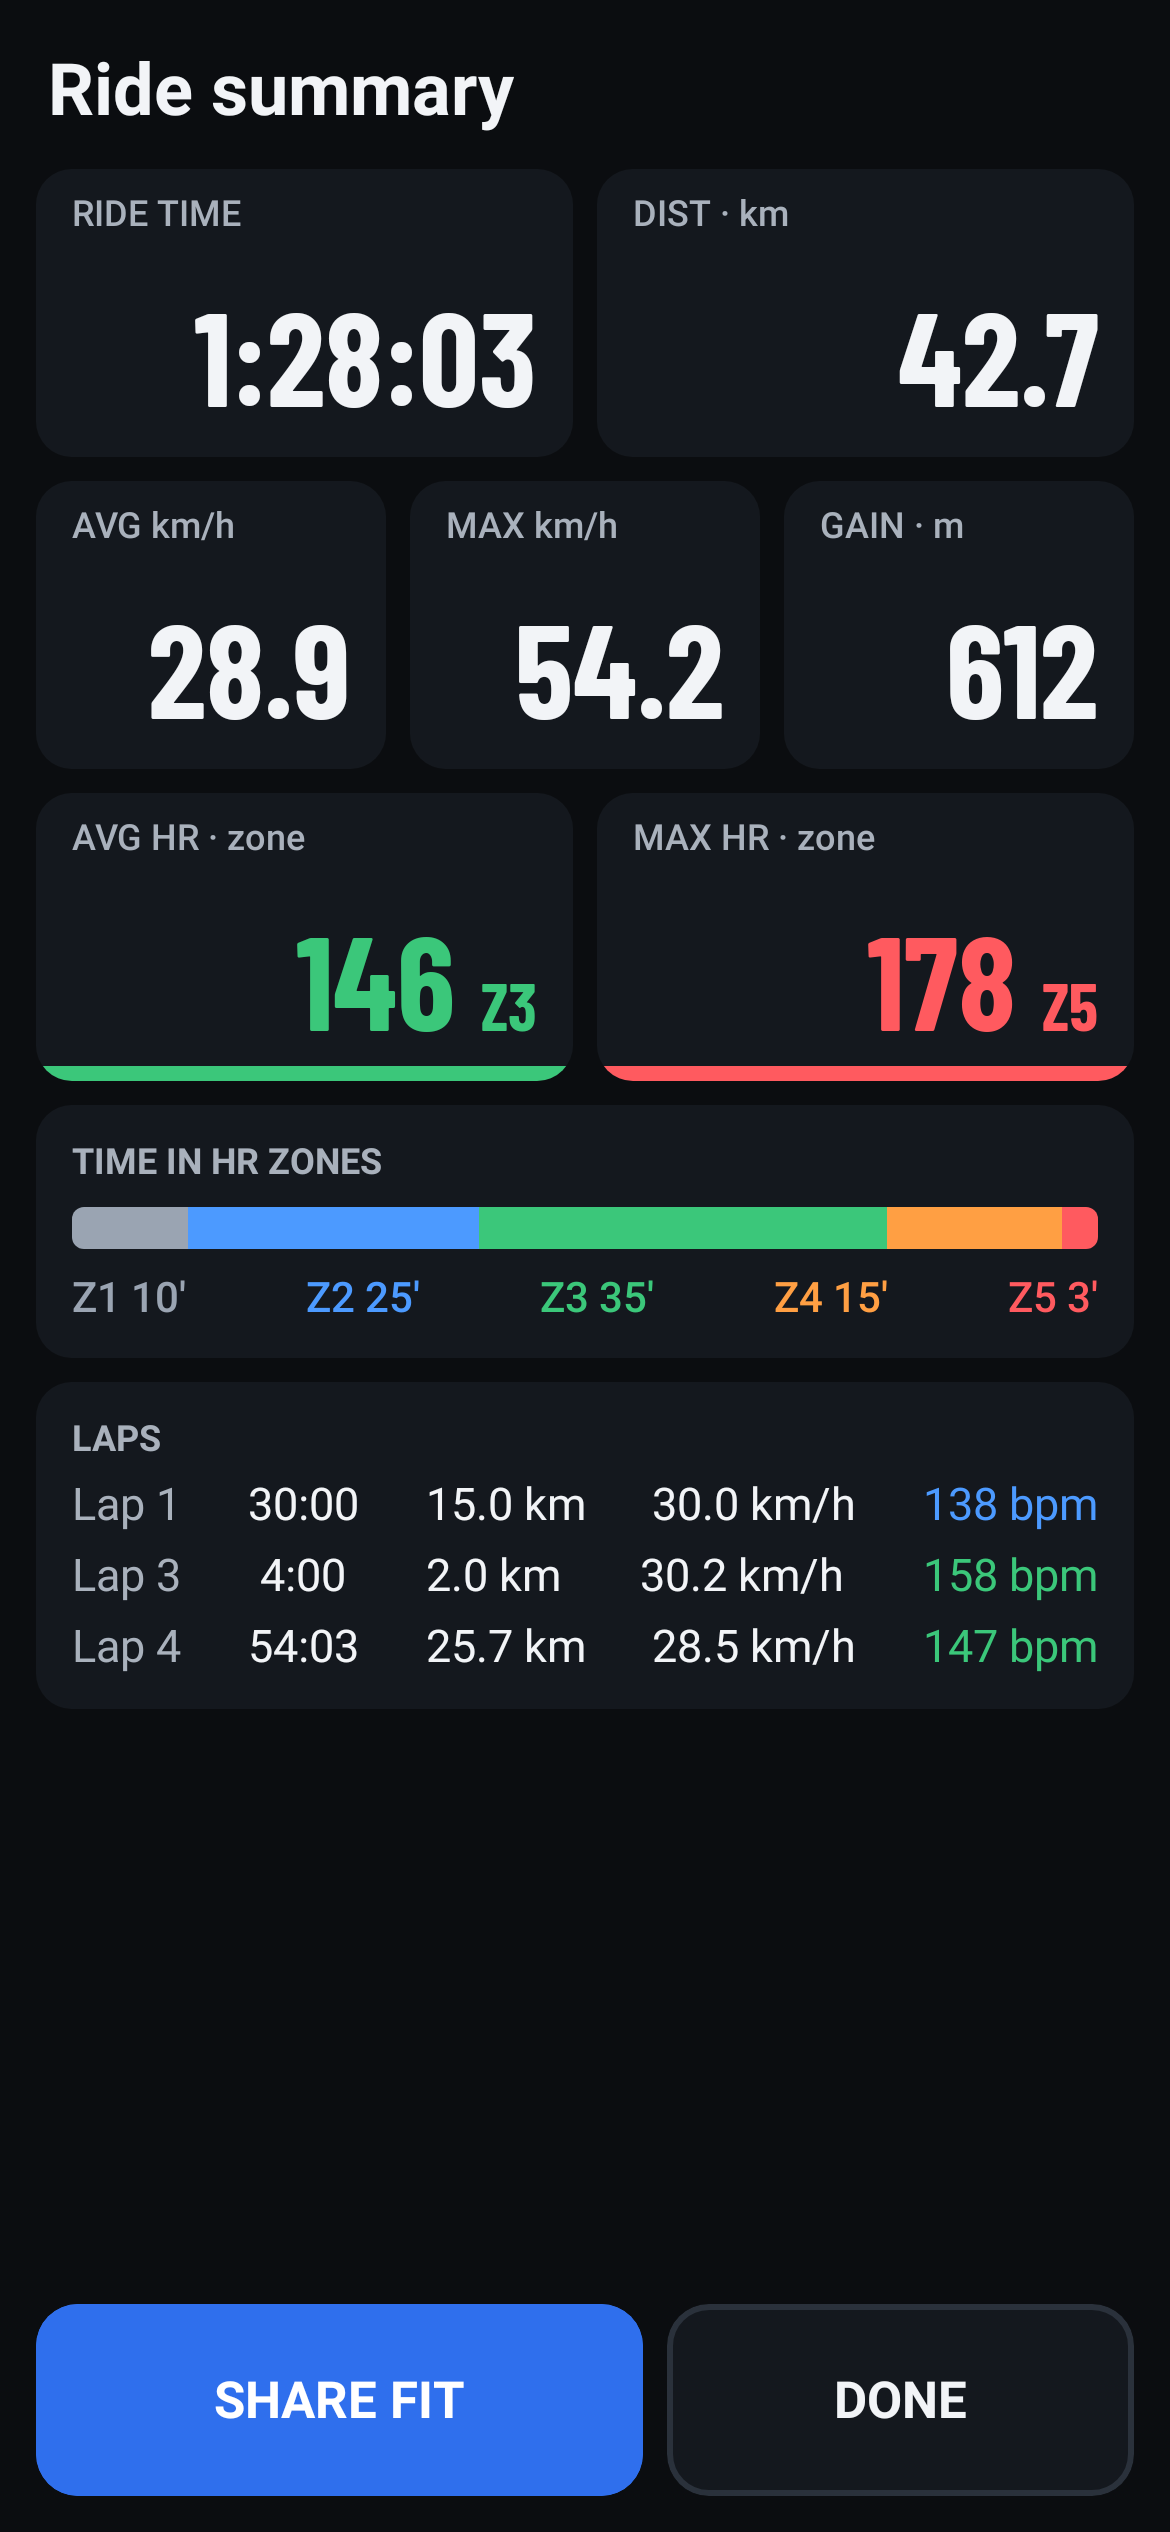 Ride summary
RIDE TIME
1:28:03
DIST · km
42.7
AVG km/h
28.9
MAX km/h
54.2
GAIN · m
612
AVG HR · zone
146 Z3
MAX HR · zone
178 Z5
TIME IN HR ZONES
Z1 10' Z2 25' Z3 35' Z4 15' Z5 3'
LAPS
Lap 1 30:00 15.0 km 30.0 km/h 138 bpm
Lap 3 4:00 2.0 km 30.2 km/h 158 bpm
Lap 4 54:03 25.7 km 28.5 km/h 147 bpm
SHARE FIT
DONE